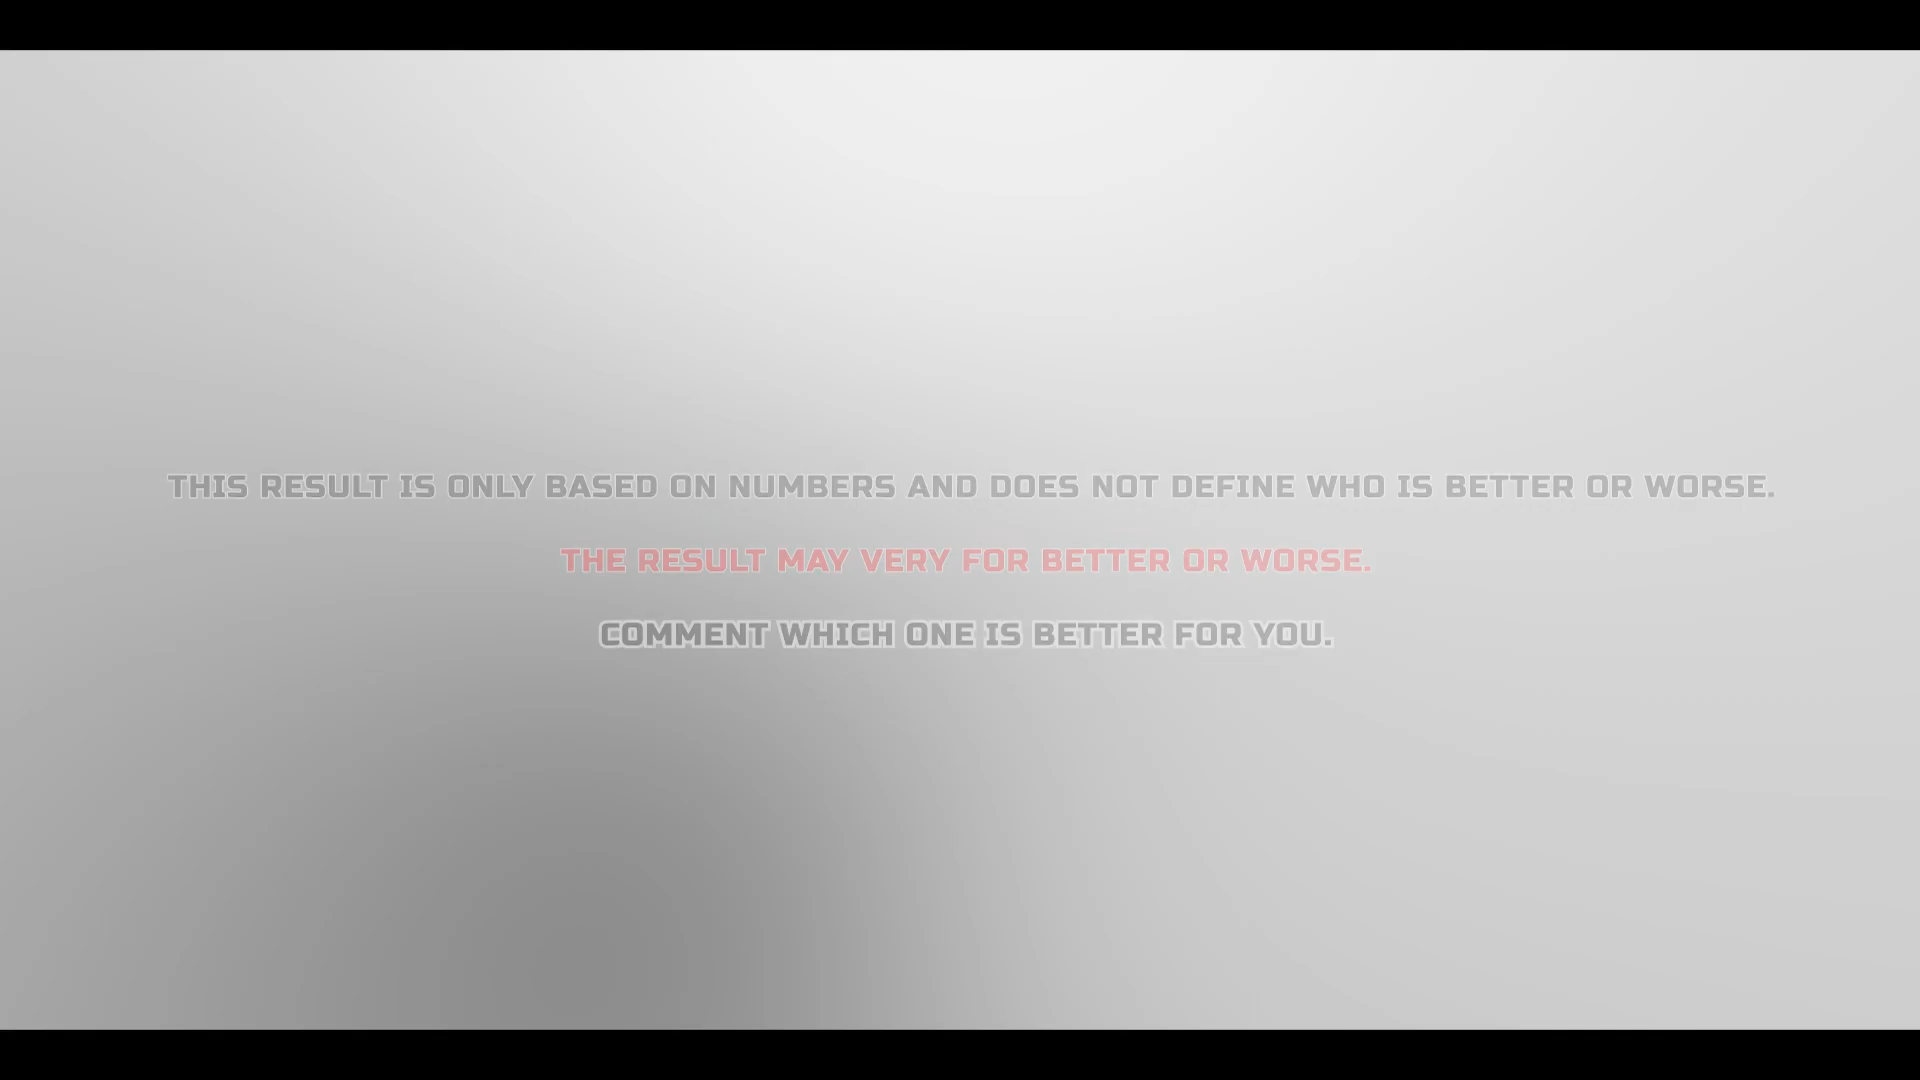 THIS RESULT IS ONLY BASED ON NUMBERS AND DOES NOT DEFINE WHO IS BETTER OR WORSE.
THE RESULT MAY VERY FOR BETTER OR WORSE.
COMMENT WHICH ONE IS BETTER FOR YOU.